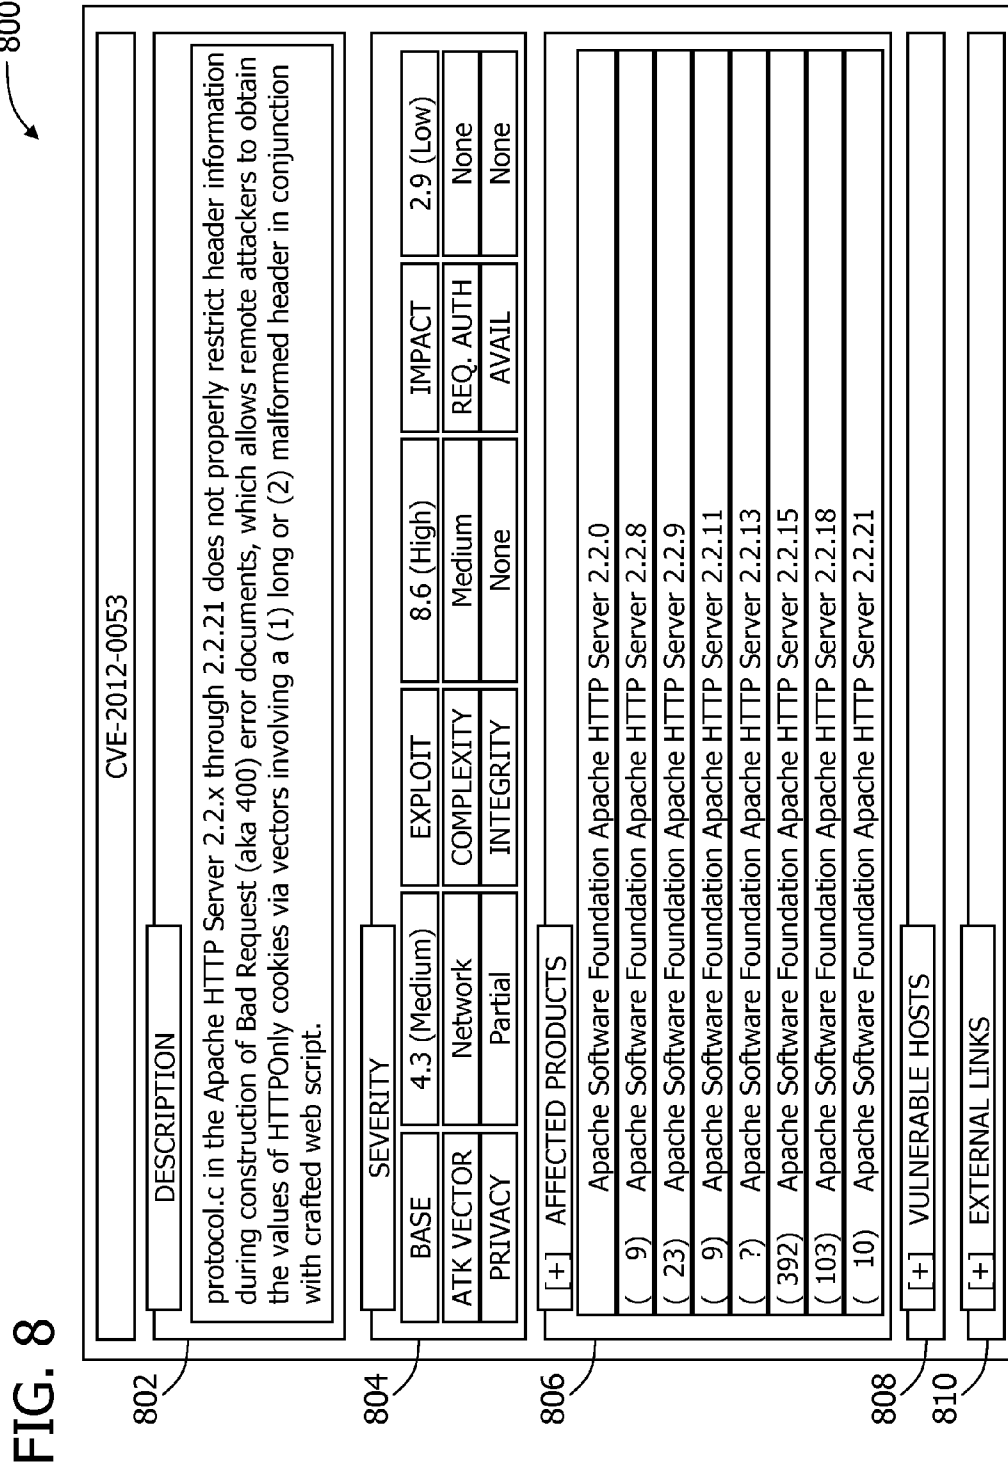 FIG. 8
800
CVE-2012-0053
802
DESCRIPTION
protocol.c in the Apache HTTP Server 2.2.x through 2.2.21 does not properly restrict header information
during construction of Bad Request (aka 400) error documents, which allows remote attackers to obtain
the values of HTTPOnly cookies via vectors involving a (1) long or (2) malformed header in conjunction
with crafted web script.
804
SEVERITY
BASE 4.3 (Medium) EXPLOIT 8.6 (High) IMPACT 2.9 (Low)
ATK VECTOR Network COMPLEXITY Medium REQ. AUTH None
PRIVACY Partial INTEGRITY None AVAIL None
806
[+] AFFECTED PRODUCTS
Apache Software Foundation Apache HTTP Server 2.2.0
( 9) Apache Software Foundation Apache HTTP Server 2.2.8
( 23) Apache Software Foundation Apache HTTP Server 2.2.9
( 9) Apache Software Foundation Apache HTTP Server 2.2.11
( ?) Apache Software Foundation Apache HTTP Server 2.2.13
( 392) Apache Software Foundation Apache HTTP Server 2.2.15
( 103) Apache Software Foundation Apache HTTP Server 2.2.18
( 10) Apache Software Foundation Apache HTTP Server 2.2.21
808
[+] VULNERABLE HOSTS
810
[+] EXTERNAL LINKS